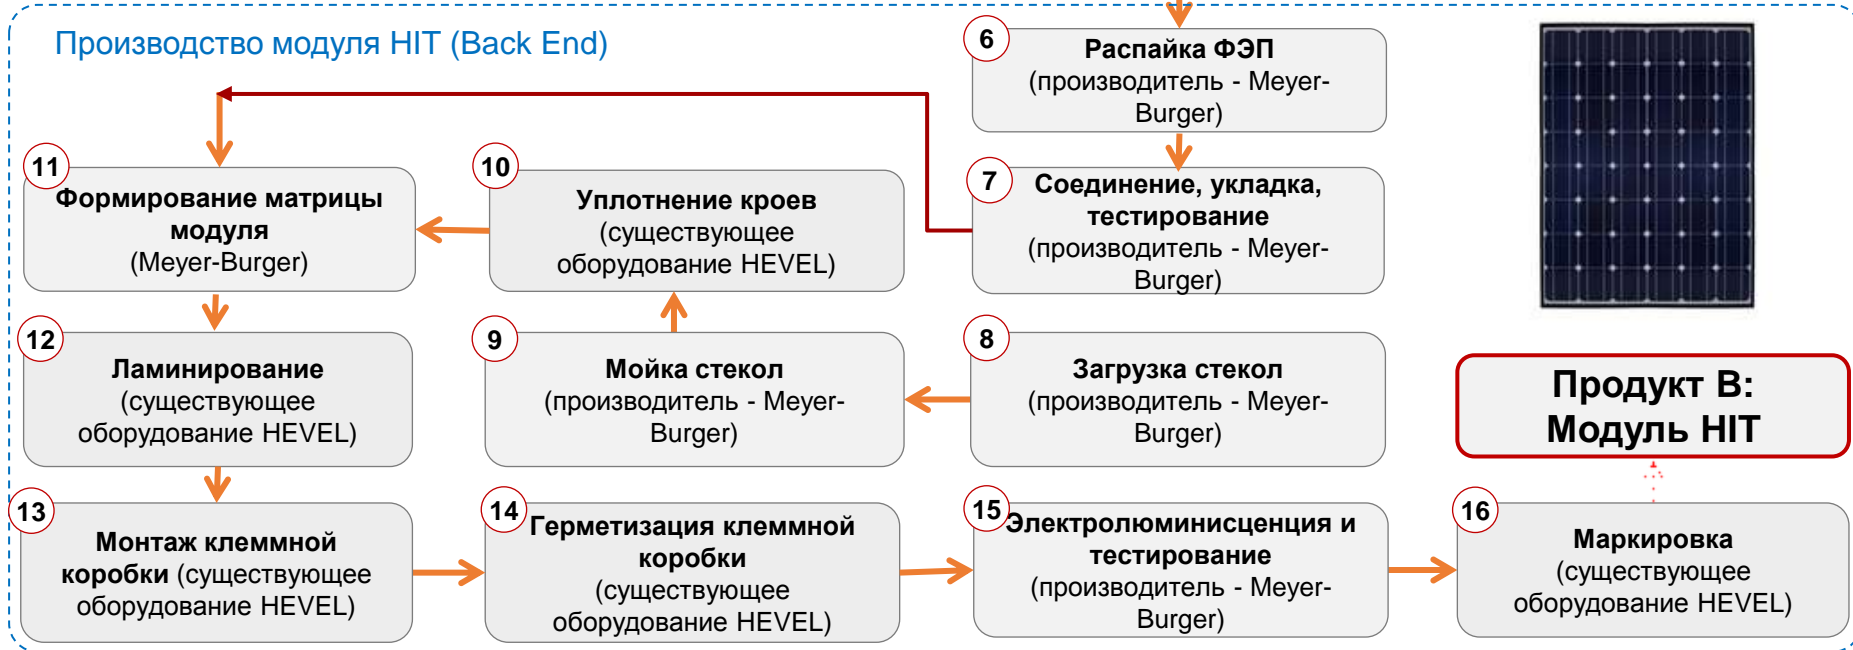 Производство модуля HIT (Back End)
6
Распайка ФЭП
(производитель - Meyer-
Burger)
11
Формирование матрицы
модуля
(Meyer-Burger)
10
Уплотнение кроев
(существующее
оборудование HEVEL)
7
Соединение, укладка,
тестирование
(производитель - Meyer-
Burger)
12
Ламинирование
(существующее
оборудование HEVEL)
9
Мойка стекол
(производитель - Meyer-
Burger)
8
Загрузка стекол
(производитель - Meyer-
Burger)
Продукт В:
Модуль HIT
13
Монтаж клеммной
коробки (существующее
оборудование HEVEL)
14
Герметизация клеммной
коробки
(существующее
оборудование HEVEL)
15
Электролюминисценция и
тестирование
(производитель - Meyer-
Burger)
16
Маркировка
(существующее
оборудование HEVEL)